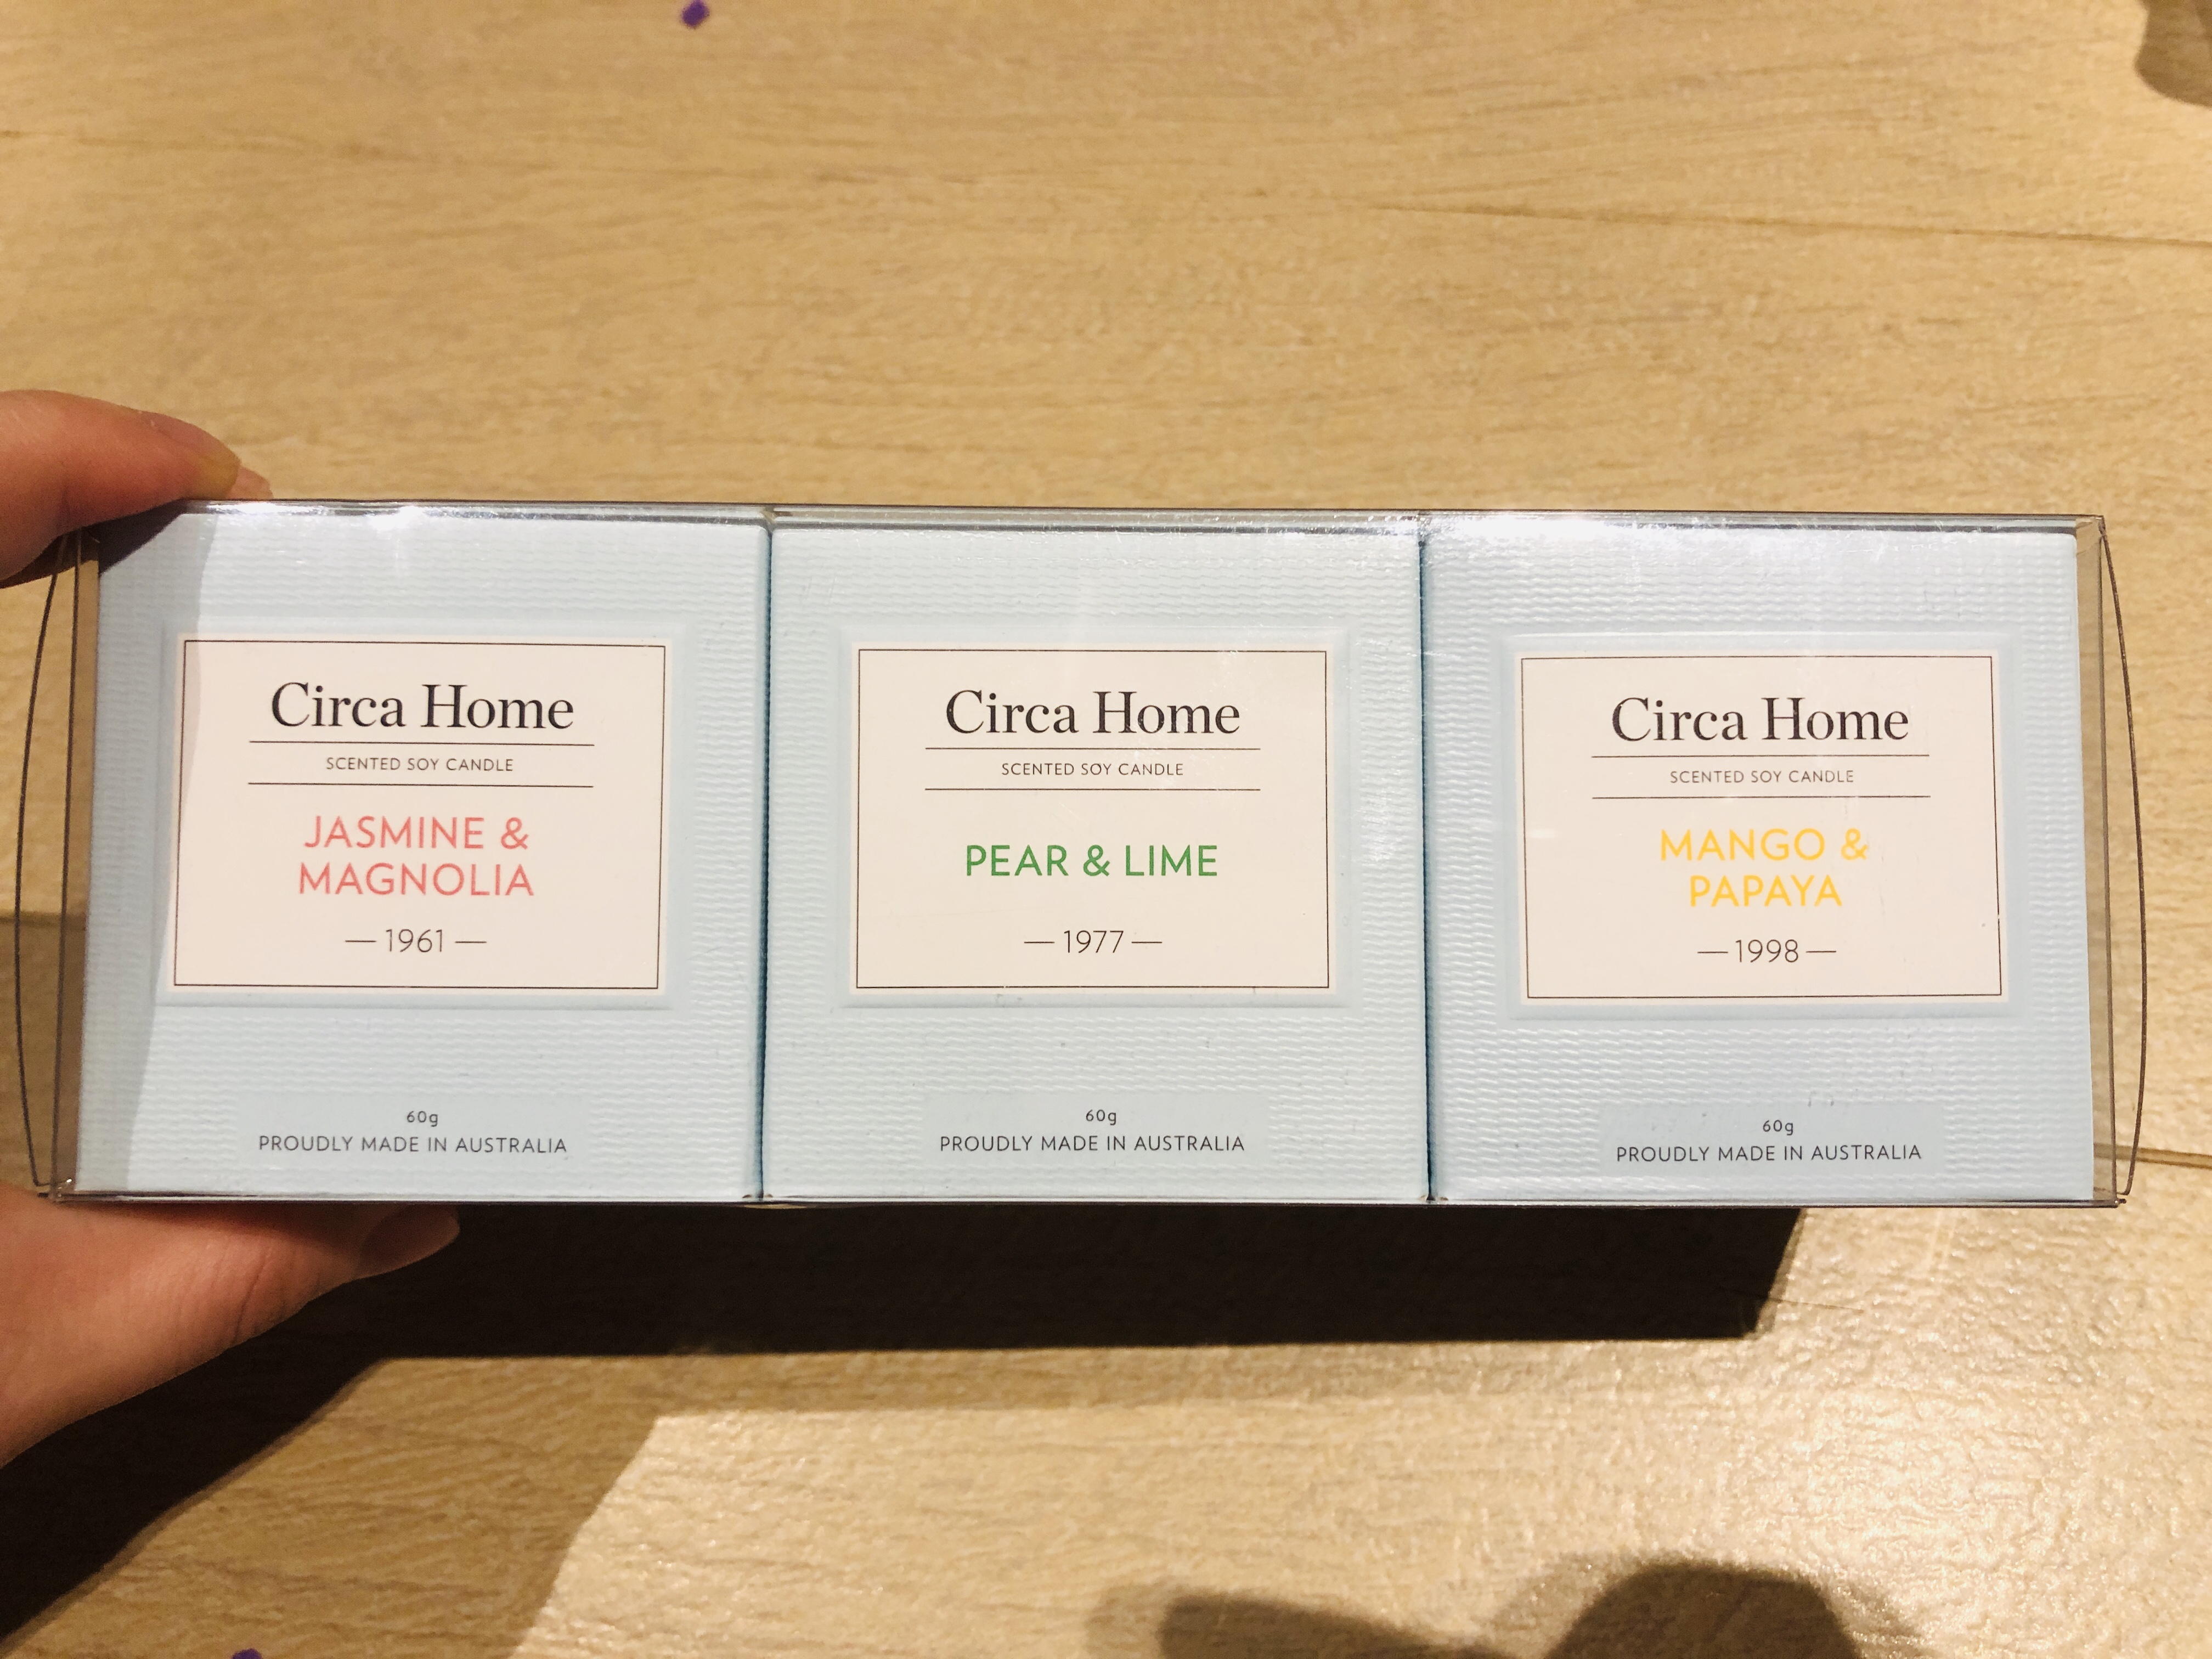 Circa Home
SCENTED SOY CANDLE
JASMINE &
MAGNOLIA
— 1961 —
60g
PROUDLY MADE IN AUSTRALIA
Circa Home
SCENTED SOY CANDLE
PEAR & LIME
— 1977 —
60g
PROUDLY MADE IN AUSTRALIA
Circa Home
SCENTED SOY CANDLE
MANGO &
PAPAYA
— 1998 —
60g
PROUDLY MADE IN AUSTRALIA